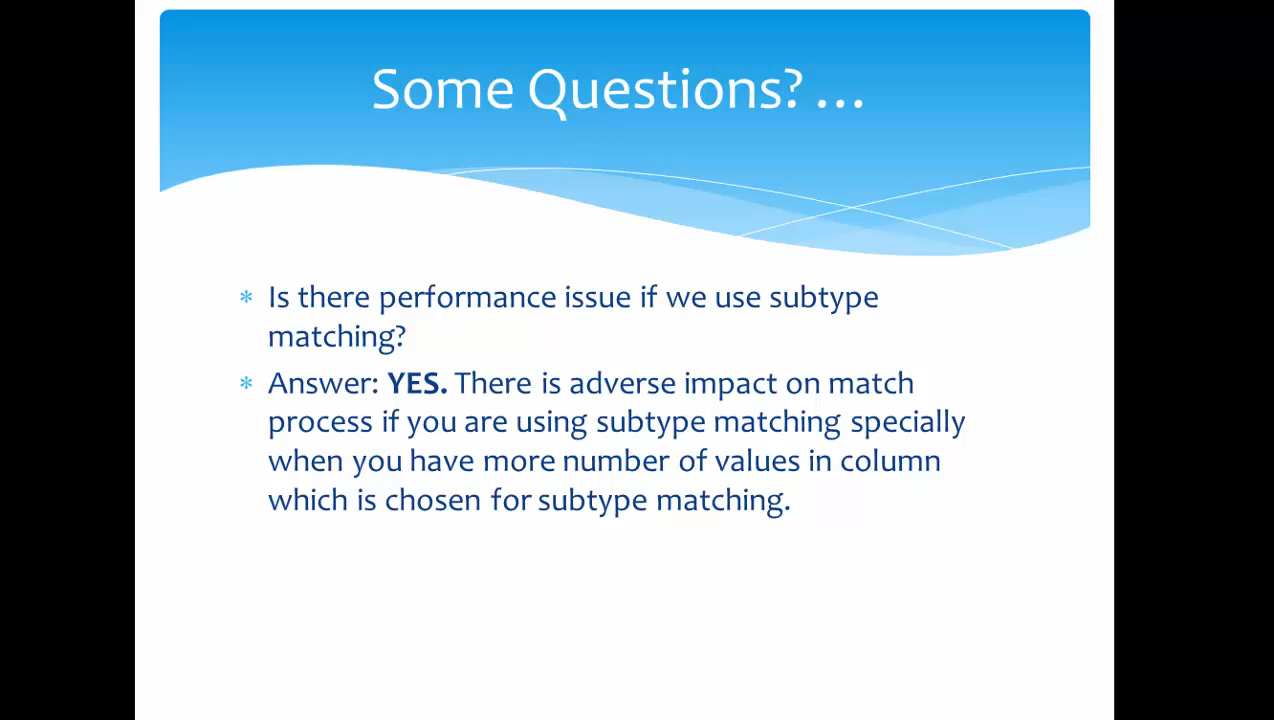 Some Questions? …
* Is there performance issue if we use subtype
matching?
* Answer: YES. There is adverse impact on match
process if you are using subtype matching specially
when you have more number of values in column
which is chosen for subtype matching.